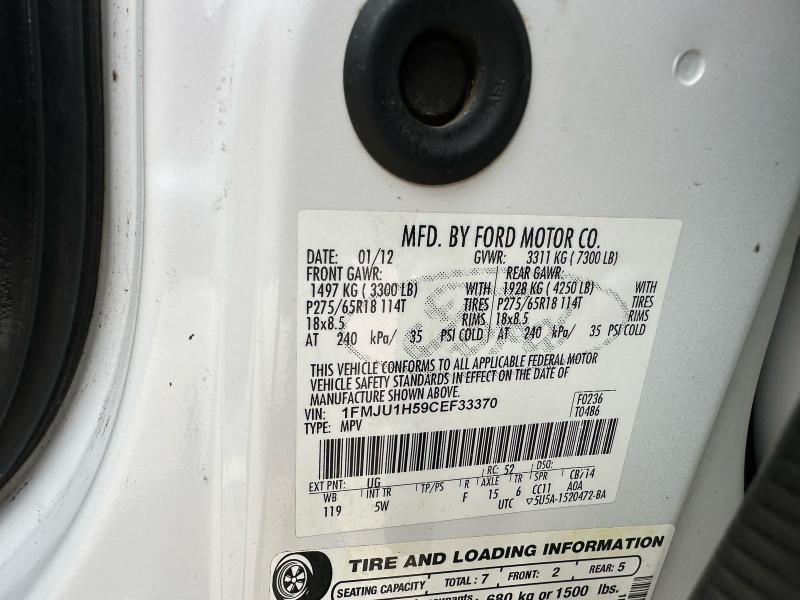 MFD. BY FORD MOTOR CO.
DATE: 01/12 GVWR: 3311 KG ( 7300 LB)
FRONT GAWR: REAR GAWR:
1497 KG ( 3300 LB) WITH 1928 KG ( 4250 LB) WITH
P275/65R18 114T TIRES P275/65R18 114T TIRES
18x8.5 RIMS 18x8.5 RIMS
AT 240 kPa/ 35 PSI COLD AT 240 kPa/ 35 PSI COLD
THIS VEHICLE CONFORMS TO ALL APPLICABLE FEDERAL MOTOR
VEHICLE SAFETY STANDARDS IN EFFECT ON THE DATE OF
MANUFACTURE SHOWN ABOVE.
VIN: 1FMJU1H59CEF33370 F0236
TYPE: MPV T0486
RC: 52 DSO:
EXT PNT: UG CB/14
WB INT TR TP/PS R AXLE TR SPR A0A
119 5W F 15 6 CC11
UTC ▽5U5A-1520472-BA
TIRE AND LOADING INFORMATION
SEATING CAPACITY TOTAL : 7 FRONT: 2 REAR: 5
680 kg or 1500 lbs.